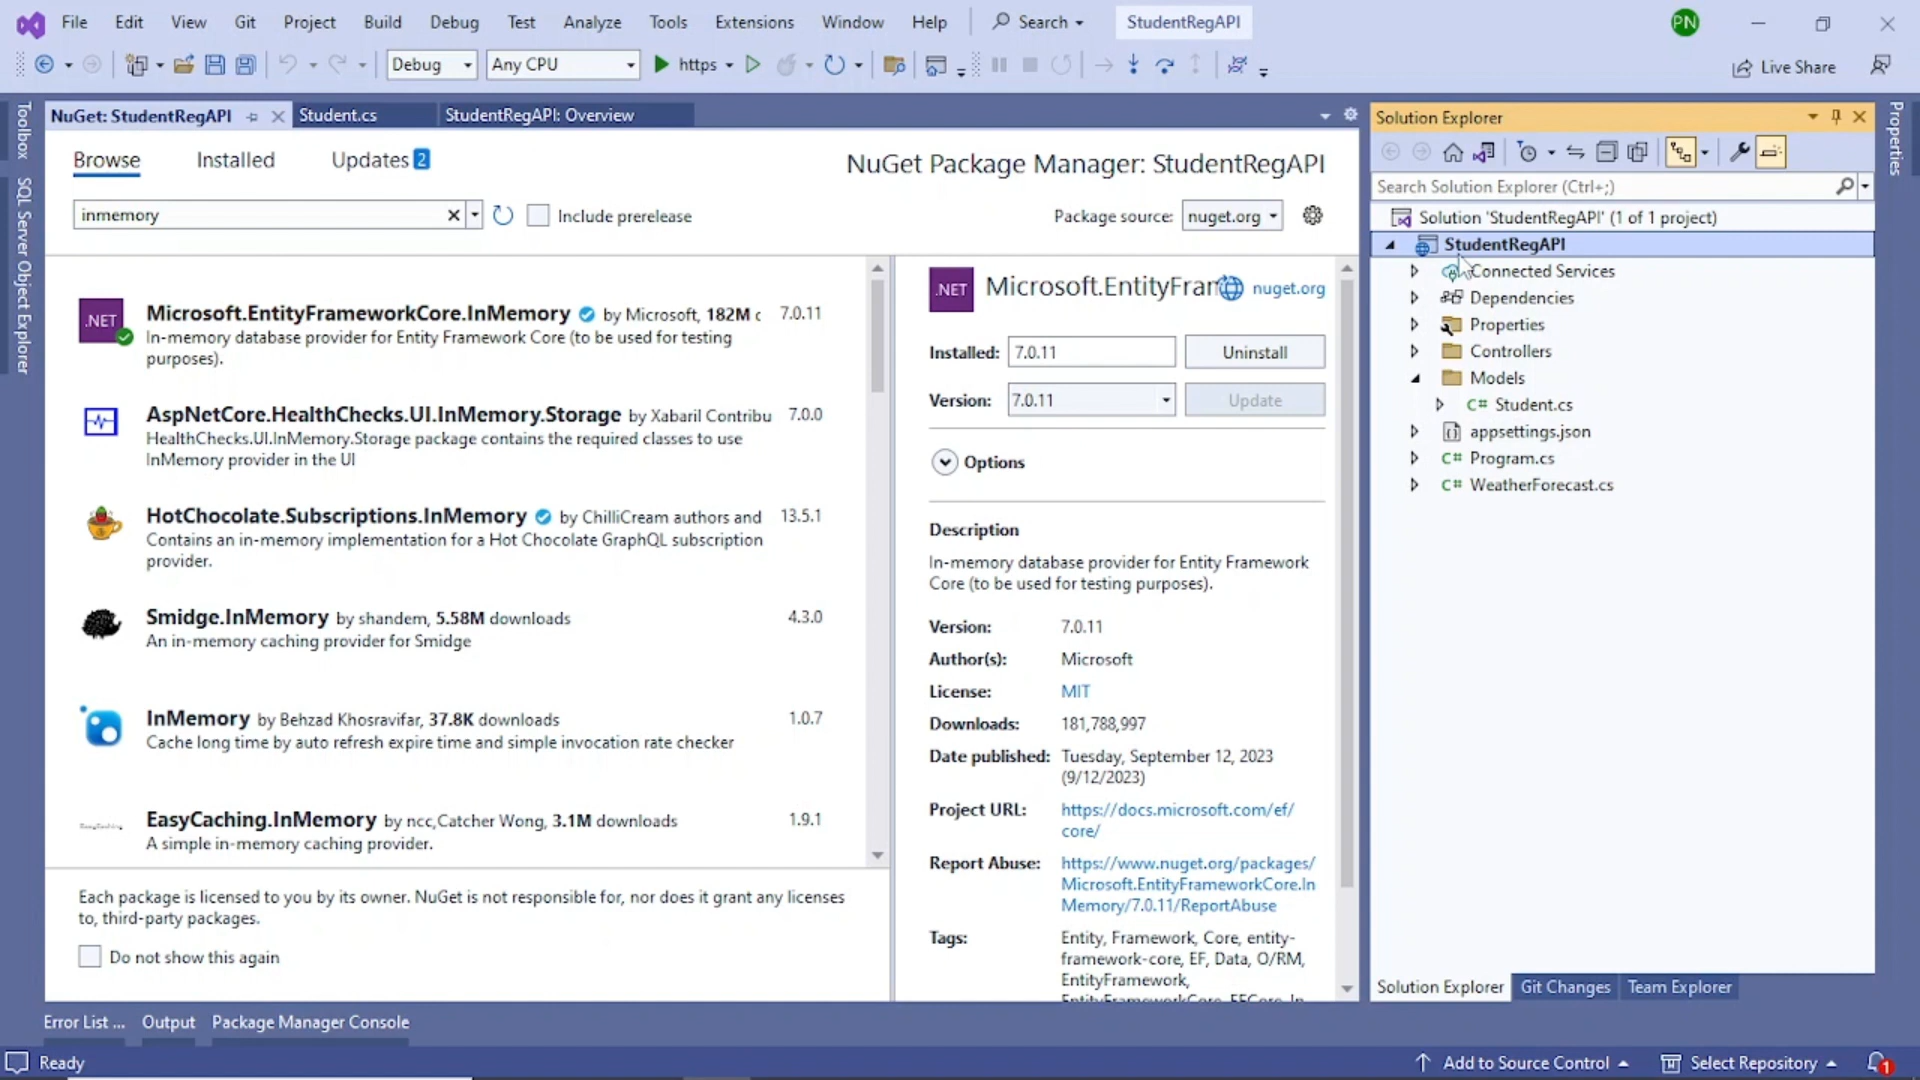 File Edit View Git Project Build Debug Test Analyze Tools Extensions Window Help Search StudentRegAPI PN
Debug Any CPU https Live Share
Toolbox
SQL Server Object Explorer
NuGet: StudentRegAPI Student.cs StudentRegAPI: Overview
Browse Installed Updates 2
NuGet Package Manager: StudentRegAPI
inmemory Include prerelease Package source: nuget.org
.NET
Microsoft.EntityFrameworkCore.InMemory by Microsoft, 182M 7.0.11
In-memory database provider for Entity Framework Core (to be used for testing
purposes).
AspNetCore.HealthChecks.UI.InMemory.Storage by Xabaril Contribu 7.0.0
HealthChecks.UI.InMemory.Storage package contains the required classes to use
InMemory provider in the UI
HotChocolate.Subscriptions.InMemory by ChilliCream authors and 13.5.1
Contains an in-memory implementation for a Hot Chocolate GraphQL subscription
provider.
Smidge.InMemory by shandem, 5.58M downloads 4.3.0
An in-memory caching provider for Smidge
InMemory by Behzad Khosravifar, 37.8K downloads 1.0.7
Cache long time by auto refresh expire time and simple invocation rate checker
EasyCaching.InMemory by ncc,Catcher Wong, 3.1M downloads 1.9.1
A simple in-memory caching provider.
Each package is licensed to you by its owner. NuGet is not responsible for, nor does it grant any licenses
to, third-party packages.
Do not show this again
.NET Microsoft.EntityFram nuget.org
Installed: 7.0.11 Uninstall
Version: 7.0.11 Update
Options
Description
In-memory database provider for Entity Framework
Core (to be used for testing purposes).
Version: 7.0.11
Author(s): Microsoft
License: MIT
Downloads: 181,788,997
Date published: Tuesday, September 12, 2023
(9/12/2023)
Project URL: https://docs.microsoft.com/ef/
core/
Report Abuse: https://www.nuget.org/packages/
Microsoft.EntityFrameworkCore.In
Memory/7.0.11/ReportAbuse
Tags: Entity, Framework, Core, entity-
framework-core, EF, Data, O/RM,
EntityFramework,
EntityFrameworkCore, EFCore, In
Solution Explorer
Search Solution Explorer (Ctrl+;)
Solution 'StudentRegAPI' (1 of 1 project)
StudentRegAPI
Connected Services
Dependencies
Properties
Controllers
Models
C# Student.cs
appsettings.json
C# Program.cs
C# WeatherForecast.cs
Solution Explorer Git Changes Team Explorer
Properties
Error List ... Output Package Manager Console
Ready Add to Source Control Select Repository 1